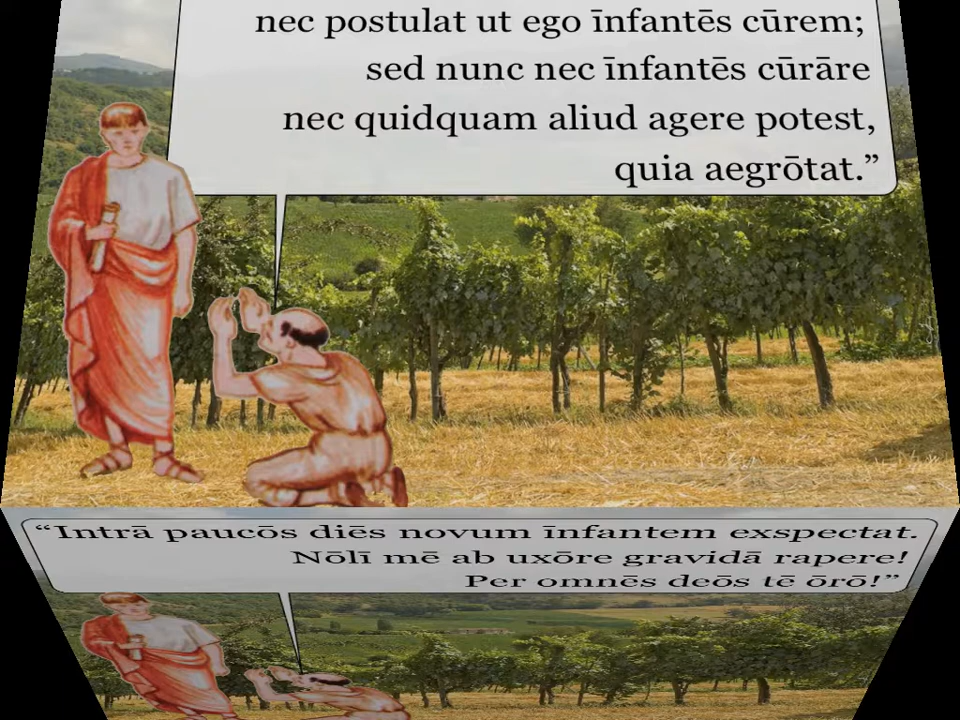 nec postulat ut ego īnfantēs cūrem;
sed nunc nec īnfantēs cūrāre
nec quidquam aliud agere potest,
quia aegrōtat.”
“Intrā paucōs diēs novum īnfantem exspectat.
Nōlī mē ab uxōre gravidā rapere!
Per omnēs deōs tē ōrō!”